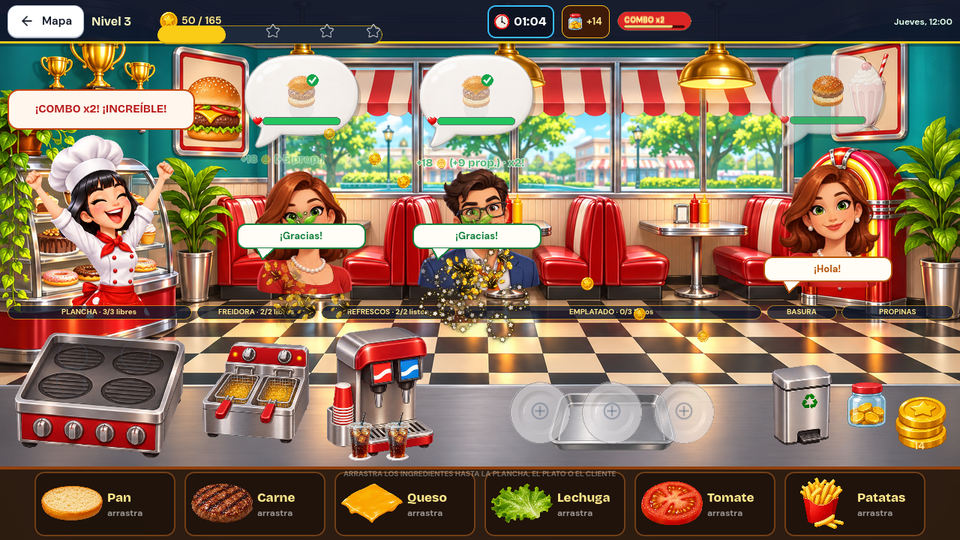 Mapa
Nivel 3
50 / 165
01:04
+14
COMBO x2
Jueves, 12:00
¡COMBO x2! ¡INCREÍBLE!
+18 (+9 prop.) · x2!
¡Gracias!
¡Gracias!
¡Hola!
PLANCHA · 3/3 libres
FREIDORA · 2/2
REFRESCOS · 2/2 listos
EMPLATADO · 0/3
BASURA
PROPINAS
14
ARRASTRA LOS INGREDIENTES HASTA LA PLANCHA, EL PLATO O EL CLIENTE
Pan
arrastra
Carne
arrastra
Queso
arrastra
Lechuga
arrastra
Tomate
arrastra
Patatas
arrastra